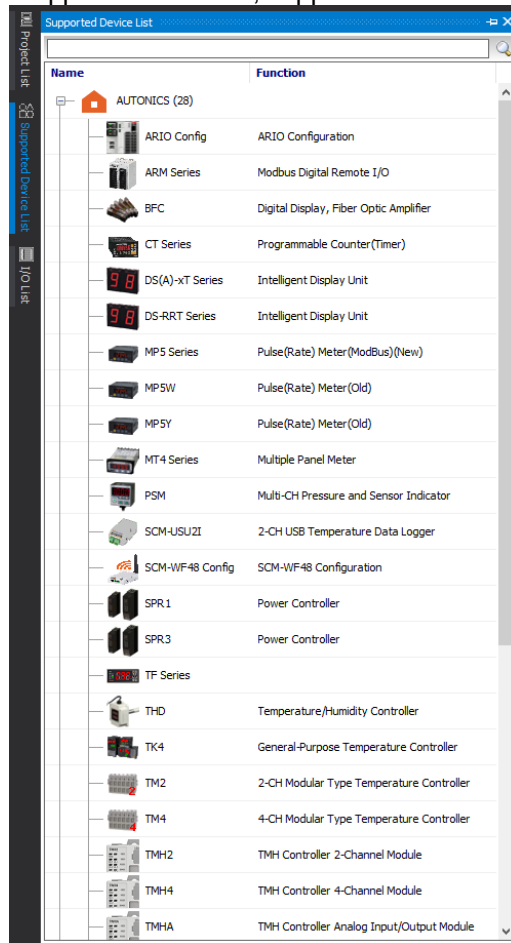 Supported Device List
Project List
Supported Device List
I/O List
Name Function
AUTONICS (28)
ARIO Config ARIO Configuration
ARM Series Modbus Digital Remote I/O
BFC Digital Display, Fiber Optic Amplifier
CT Series Programmable Counter(Timer)
DS(A)-xT Series Intelligent Display Unit
DS-RRT Series Intelligent Display Unit
MP5 Series Pulse(Rate) Meter(ModBus)(New)
MP5W Pulse(Rate) Meter(Old)
MP5Y Pulse(Rate) Meter(Old)
MT4 Series Multiple Panel Meter
PSM Multi-CH Pressure and Sensor Indicator
SCM-USU2I 2-CH USB Temperature Data Logger
SCM-WF48 Config SCM-WF48 Configuration
SPR1 Power Controller
SPR3 Power Controller
TF Series
THD Temperature/Humidity Controller
TK4 General-Purpose Temperature Controller
2 TM2 2-CH Modular Type Temperature Controller
4 TM4 4-CH Modular Type Temperature Controller
TMH2 TMH Controller 2-Channel Module
TMH4 TMH Controller 4-Channel Module
TMHA TMH Controller Analog Input/Output Module